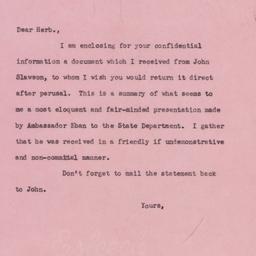 Dear Herb.,
I am enclosing for your confidential
information a document which I received from John
Slawson, to whom I wish you would return it direct
after perusal. This is a summary of what seems to
me a most eloquent and fair-minded presentation made
by Ambassador Eban to the State Department. I gather
that he was received in a friendly if undemonstrative
and non-comittal manner.
Don't forget to mail the statement back
to John.
Yours,